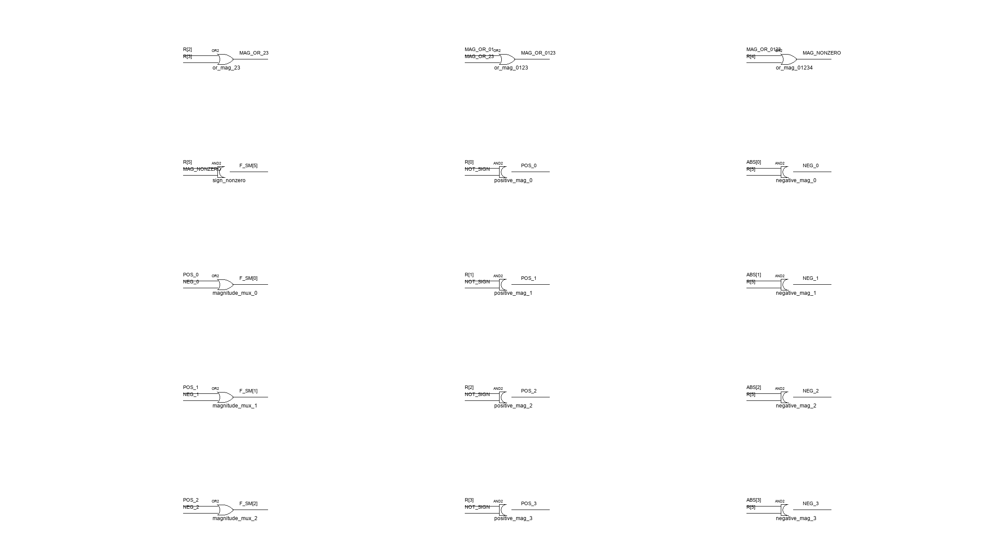 R[2]
OR2
MAG_OR_23
R[3]
or_mag_23
MAG_OR_01
OR2
MAG_OR_0123
MAG_OR_23
or_mag_0123
MAG_OR_0123
OR2
MAG_NONZERO
R[4]
or_mag_01234
R[5]
AND2
F_SM[5]
MAG_NONZERO
sign_nonzero
R[0]
AND2
POS_0
NOT_SIGN
positive_mag_0
ABS[0]
AND2
NEG_0
R[5]
negative_mag_0
POS_0
OR2
F_SM[0]
NEG_0
magnitude_mux_0
R[1]
AND2
POS_1
NOT_SIGN
positive_mag_1
ABS[1]
AND2
NEG_1
R[5]
negative_mag_1
POS_1
OR2
F_SM[1]
NEG_1
magnitude_mux_1
R[2]
AND2
POS_2
NOT_SIGN
positive_mag_2
ABS[2]
AND2
NEG_2
R[5]
negative_mag_2
POS_2
OR2
F_SM[2]
NEG_2
magnitude_mux_2
R[3]
AND2
POS_3
NOT_SIGN
positive_mag_3
ABS[3]
AND2
NEG_3
R[5]
negative_mag_3